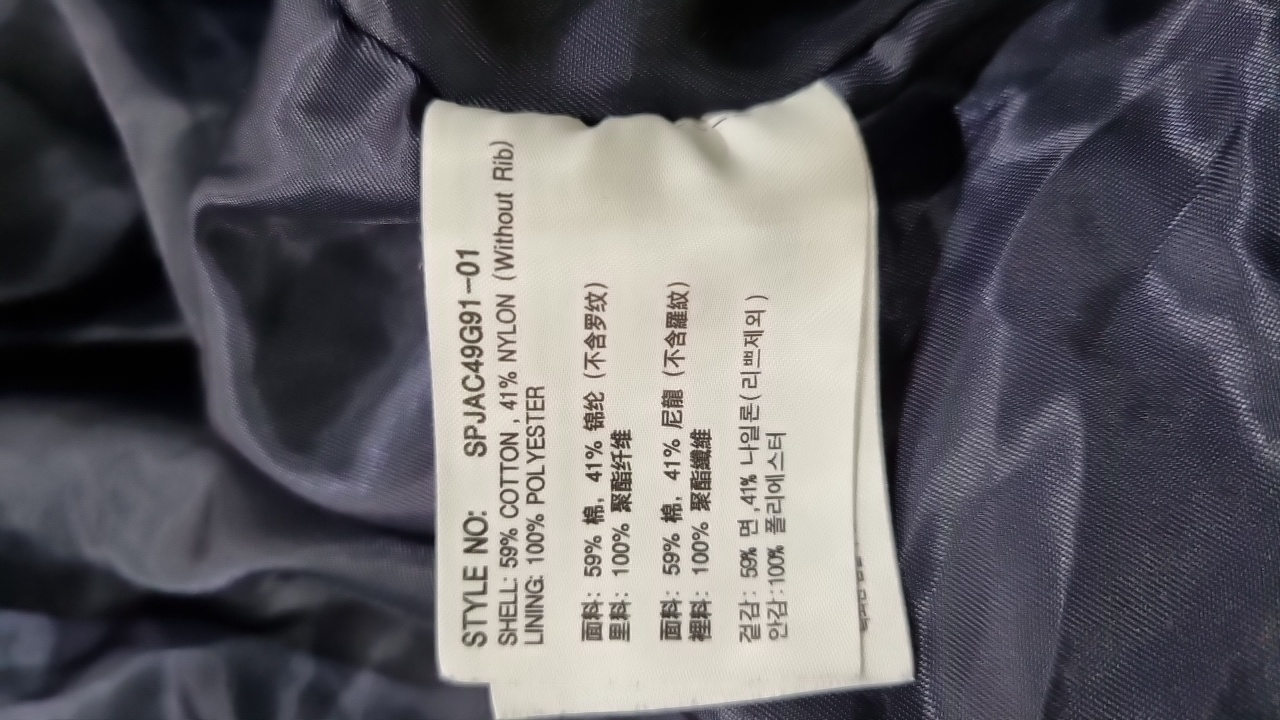 STYLE NO: SPJAC49G91-01
SHELL: 59% COTTON , 41% NYLON (Without Rib)
LINING: 100% POLYESTER
面料: 59% 棉, 41% 锦纶 (不含罗纹)
里料: 100% 聚酯纤维
面料: 59% 棉, 41% 尼龍 (不含羅紋)
裡料: 100% 聚酯纖維
겉감: 59% 면 ,41% 나일론(리쁘제외)
안감:100% 폴리에스터